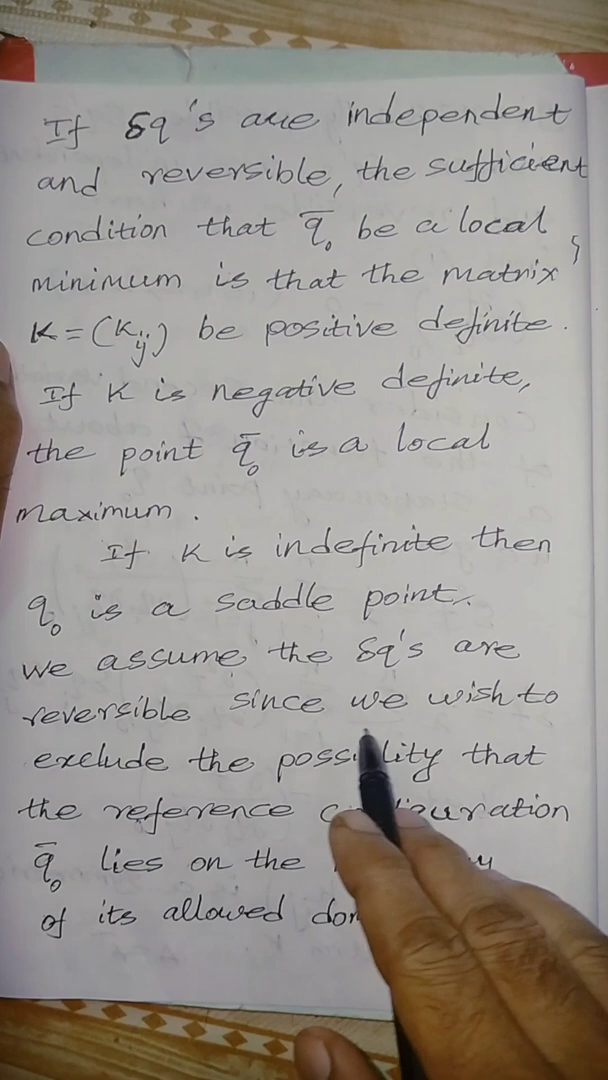 If δq's are independent
and reversible, the sufficient
condition that q̄₀ be a local
minimum is that the matrix
K = (Kᵢⱼ) be positive definite.
If K is negative definite,
the point q̄₀ is a local
maximum.
If K is indefinite then
q₀ is a saddle point.
we assume the δq's are
reversible since we wish to
exclude the that
the reference
q̄₀ lies on the
of its allowed